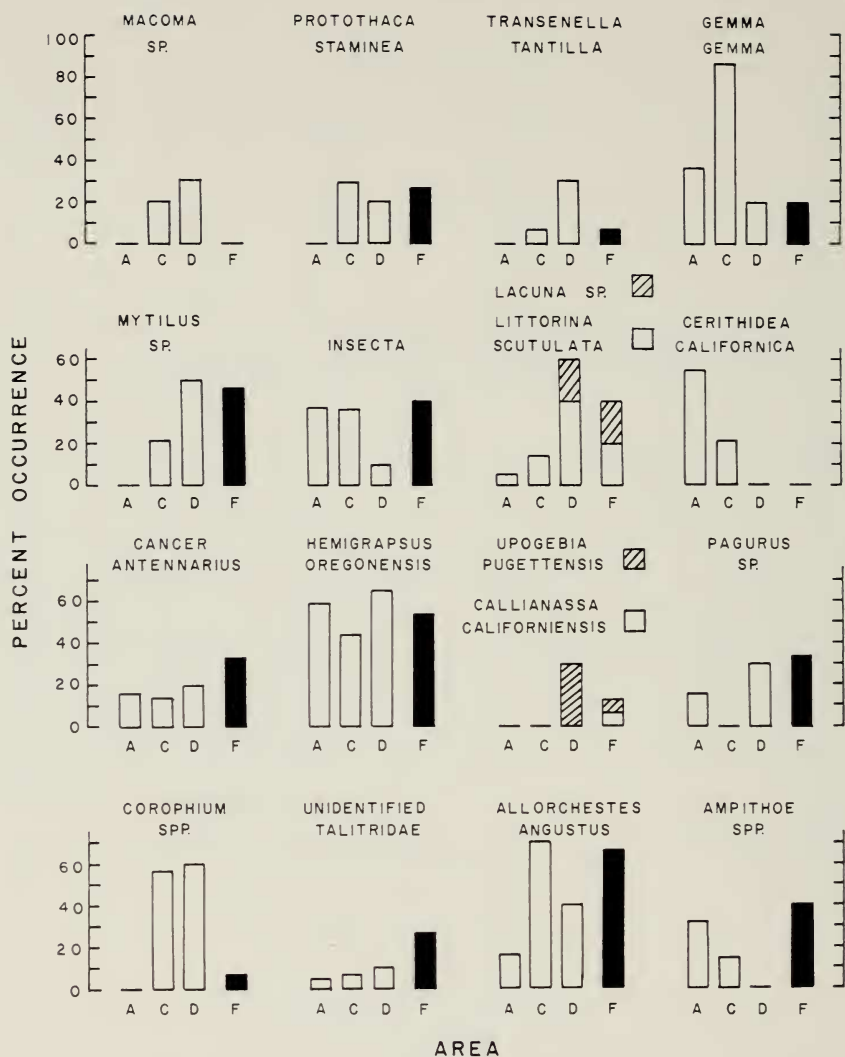 PERCENT OCCURRENCE
MACOMA
SP.
PROTOTHACA
STAMINEA
TRANSENELLA
TANTILLA
GEMMA
GEMMA
100
80
60
40
20
0
A C D F
A C D F
A C D F
A C D F
LACUNA SP.
MYTILUS
SP.
INSECTA
LITTORINA
SCUTULATA
CERITHIDEA
CALIFORNICA
60
40
20
0
A C D F
A C D F
A C D F
A C D F
CANCER
ANTENNARIUS
HEMIGRAPSUS
OREGONENSIS
UPOGEBIA
PUGETTENSIS
CALLIANASSA
CALIFORNIENSIS
PAGURUS
SP.
60
40
20
0
A C D F
A C D F
A C D F
A C D F
COROPHIUM
SPP.
UNIDENTIFIED
TALITRIDAE
ALLORCHESTES
ANGUSTUS
AMPITHOE
SPP.
60
40
20
0
A C D F
A C D F
A C D F
A C D F
AREA